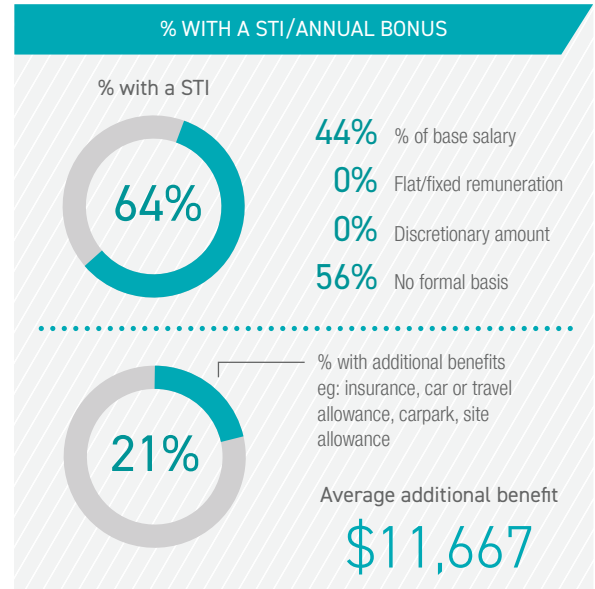 % WITH A STI/ANNUAL BONUS
% with a STI
64%
44% % of base salary
0% Flat/fixed remuneration
0% Discretionary amount
56% No formal basis
21%
% with additional benefits
eg: insurance, car or travel
allowance, carpark, site
allowance
Average additional benefit
$11,667